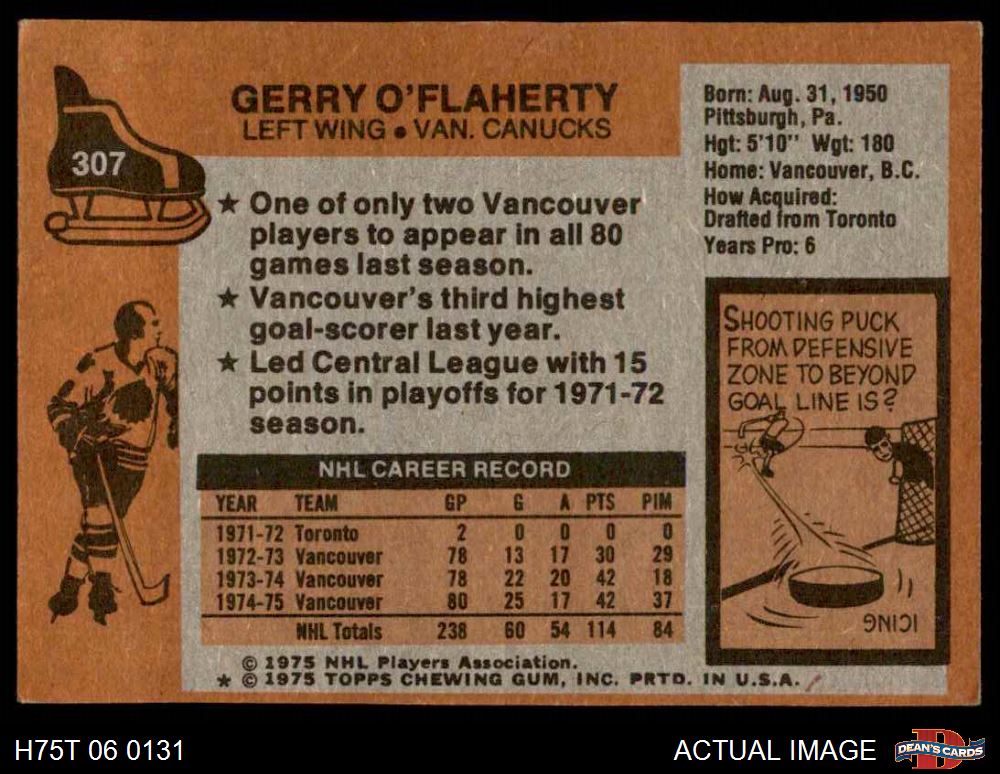 307
GERRY O'FLAHERTY
LEFT WING • VAN. CANUCKS
Born: Aug. 31, 1950
Pittsburgh, Pa.
Hgt: 5'10" Wgt: 180
Home: Vancouver, B.C.
How Acquired:
Drafted from Toronto
Years Pro: 6
★ One of only two Vancouver
players to appear in all 80
games last season.
★ Vancouver's third highest
goal-scorer last year.
★ Led Central League with 15
points in playoffs for 1971-72
season.
SHOOTING PUCK
FROM DEFENSIVE
ZONE TO BEYOND
GOAL LINE IS?
ICING
NHL CAREER RECORD
YEAR TEAM GP G A PTS PIM
1971-72 Toronto 2 0 0 0 0
1972-73 Vancouver 78 13 17 30 29
1973-74 Vancouver 78 22 20 42 18
1974-75 Vancouver 80 25 17 42 37
NHL Totals 238 60 54 114 84
© 1975 NHL Players Association.
★ © 1975 TOPPS CHEWING GUM, INC. PRTD. IN U.S.A.
H75T 06 0131
ACTUAL IMAGE
D
DEAN'S CARDS